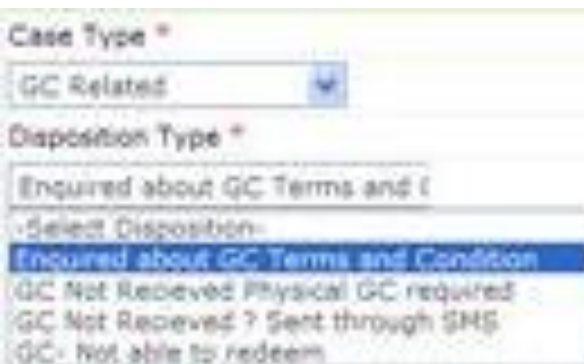 Case Type *
GC Related
Disposition Type *
Enquired about GC Terms and C
-Select Disposition-
Enquired about GC Terms and Condition
GC Not Recieved Physical GC required
GC Not Recieved ? Sent through SMS
GC- Not able to redeem